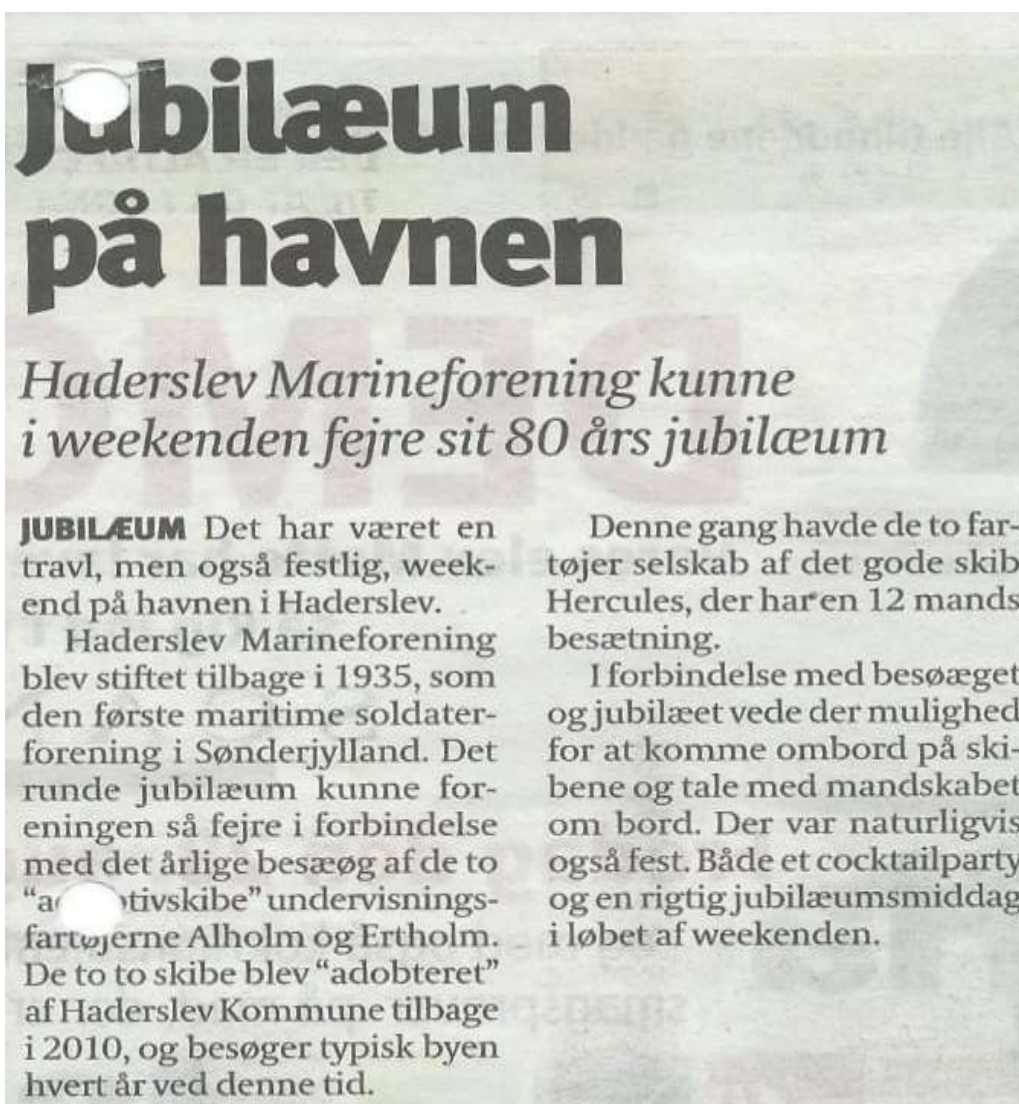 Jubilæum
på havnen
Haderslev Marineforening kunne
i weekenden fejre sit 80 års jubilæum
JUBILÆUM Det har været en
travl, men også festlig, week-
end på havnen i Haderslev.
Haderslev Marineforening
blev stiftet tilbage i 1935, som
den første maritime soldater-
forening i Sønderjylland. Det
runde jubilæum kunne for-
eningen så fejre i forbindelse
med det årlige besæøg af de to
undervisnings-
fartøjerne Alholm og Ertholm.
De to to skibe blev "adobteret"
af Haderslev Kommune tilbage
i 2010, og besøger typisk byen
hvert år ved denne tid.
Denne gang havde de to far-
tøjer selskab af det gode skib
Hercules, der har en 12 mands
besætning.
I forbindelse med besøæget
og jubilæet vede der mulighed
for at komme ombord på ski-
bene og tale med mandskabet
om bord. Der var naturligvis
også fest. Både et cocktailparty
og en rigtig jubilæumsmiddag
i løbet af weekenden.